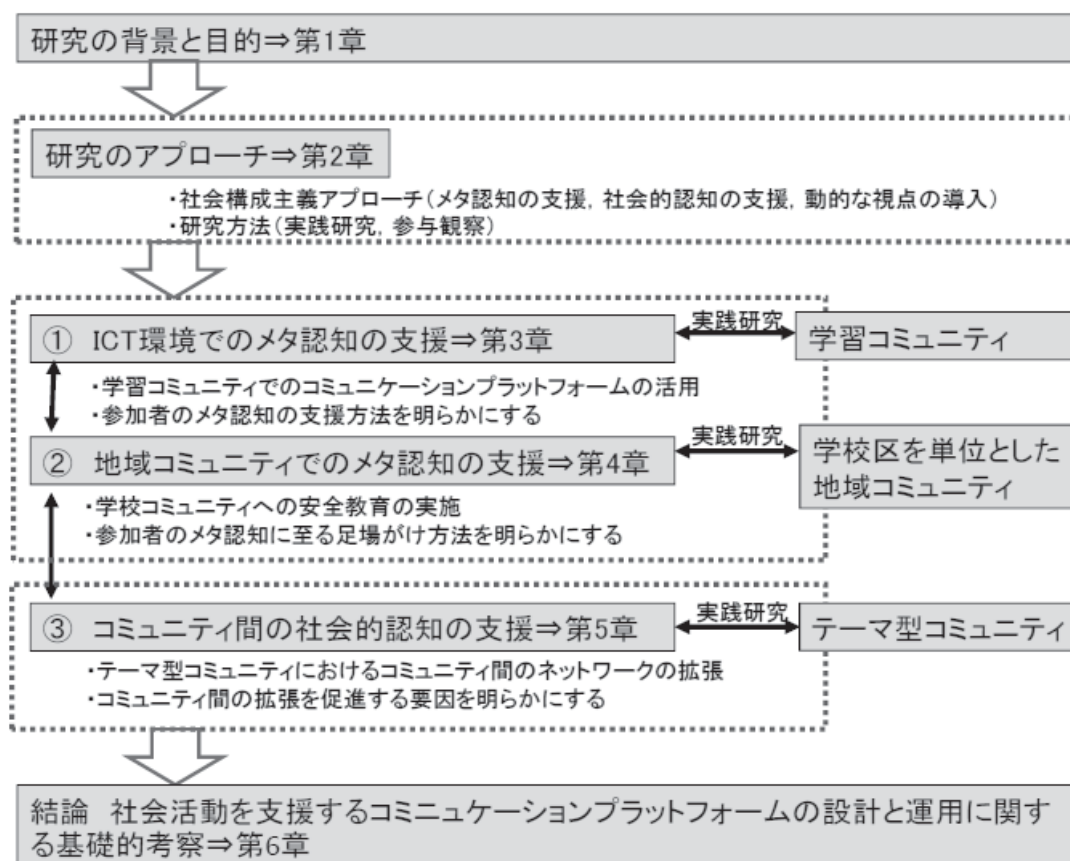 研究の背景と目的⇒第1章
研究のアプローチ⇒第2章
・社会構成主義アプローチ(メタ認知の支援, 社会的認知の支援, 動的な視点の導入)
・研究方法(実践研究, 参与観察)
① ICT環境でのメタ認知の支援⇒第3章
実践研究
学習コミュニティ
・学習コミュニティでのコミュニケーションプラットフォームの活用
・参加者のメタ認知の支援方法を明らかにする
② 地域コミュニティでのメタ認知の支援⇒第4章
実践研究
学校区を単位とした
地域コミュニティ
・学校コミュニティへの安全教育の実施
・参加者のメタ認知に至る足場がけ方法を明らかにする
③ コミュニティ間の社会的認知の支援⇒第5章
実践研究
テーマ型コミュニティ
・テーマ型コミュニティにおけるコミュニティ間のネットワークの拡張
・コミュニティ間の拡張を促進する要因を明らかにする
結論 社会活動を支援するコミニュケーションプラットフォームの設計と運用に関す
る基礎的考察⇒第6章